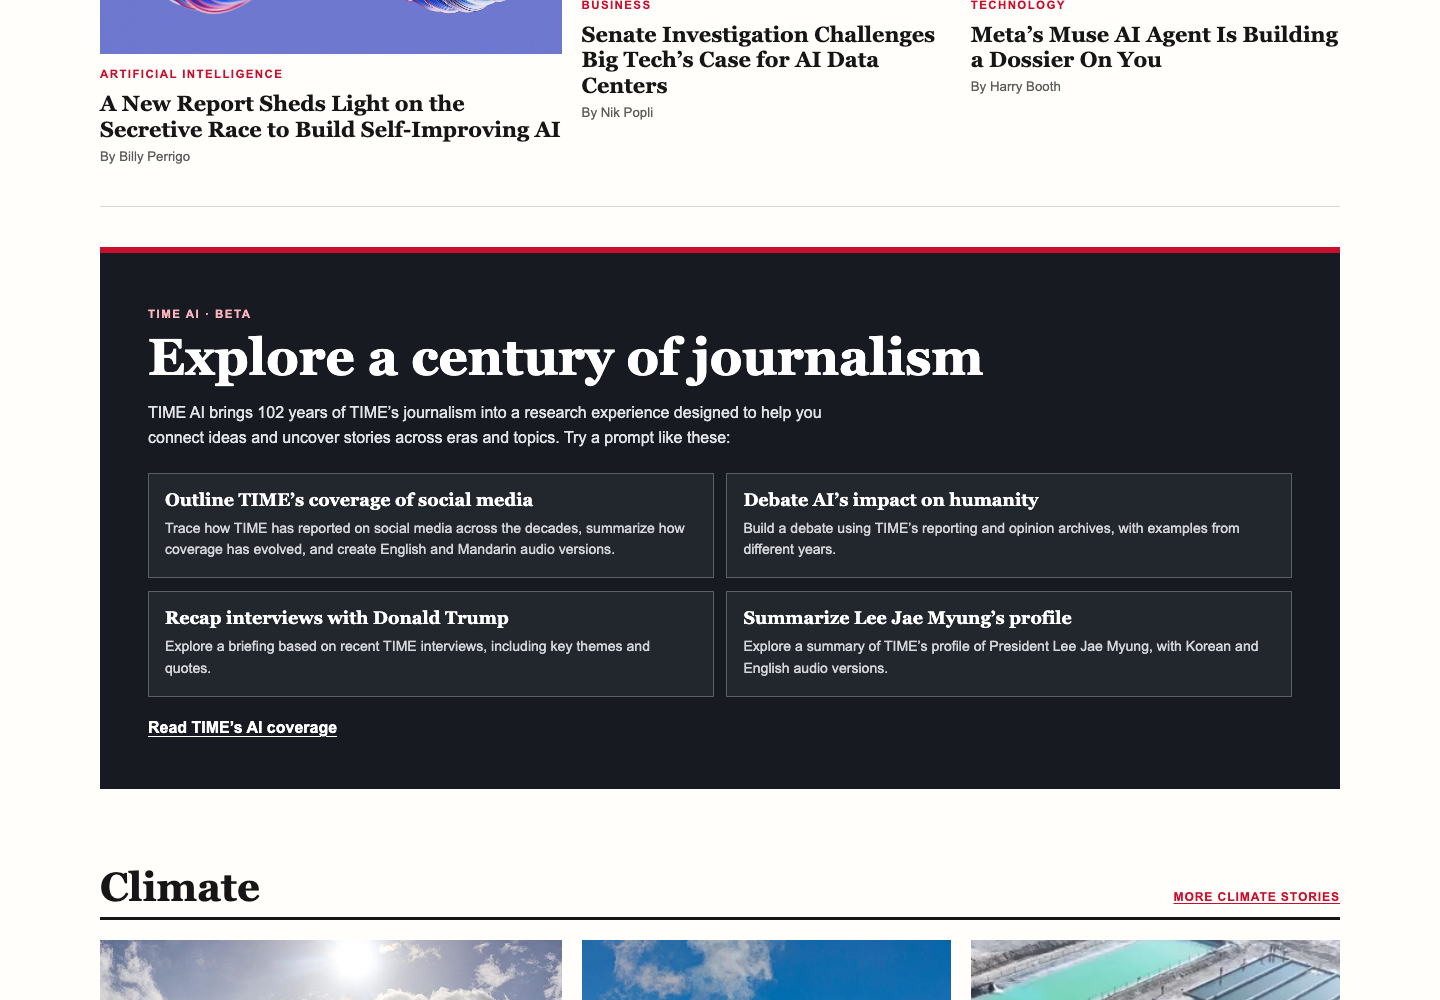 ARTIFICIAL INTELLIGENCE
A New Report Sheds Light on the
Secretive Race to Build Self-Improving AI
By Billy Perrigo
BUSINESS
Senate Investigation Challenges
Big Tech’s Case for AI Data
Centers
By Nik Popli
TECHNOLOGY
Meta’s Muse AI Agent Is Building
a Dossier On You
By Harry Booth
TIME AI · BETA
Explore a century of journalism
TIME AI brings 102 years of TIME’s journalism into a research experience designed to help you
connect ideas and uncover stories across eras and topics. Try a prompt like these:
Outline TIME’s coverage of social media
Trace how TIME has reported on social media across the decades, summarize how
coverage has evolved, and create English and Mandarin audio versions.
Debate AI’s impact on humanity
Build a debate using TIME’s reporting and opinion archives, with examples from
different years.
Recap interviews with Donald Trump
Explore a briefing based on recent TIME interviews, including key themes and
quotes.
Summarize Lee Jae Myung’s profile
Explore a summary of TIME’s profile of President Lee Jae Myung, with Korean and
English audio versions.
Read TIME’s AI coverage
Climate
MORE CLIMATE STORIES